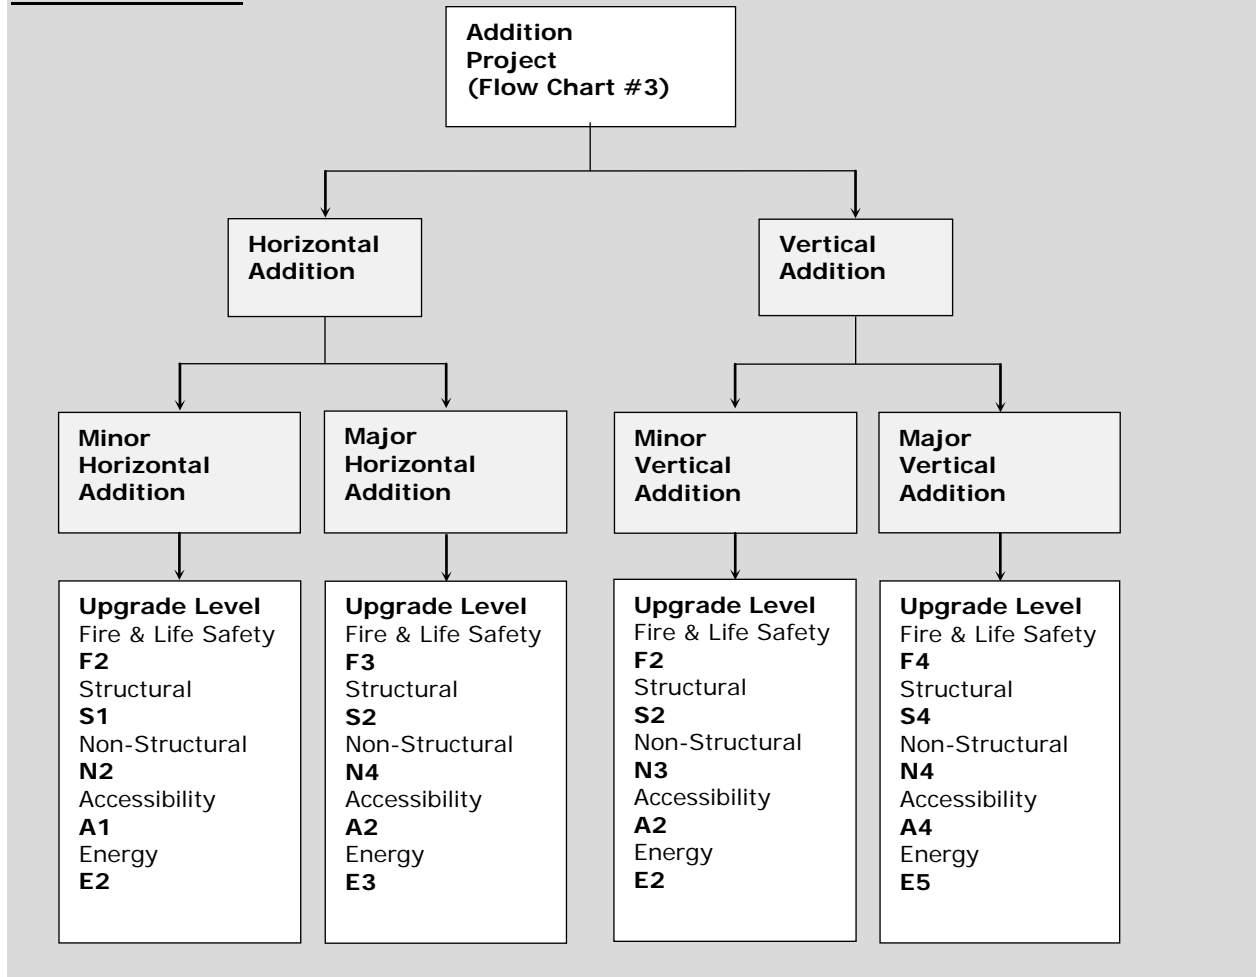 Addition
Project
(Flow Chart #3)
Horizontal
Addition
Vertical
Addition
Minor
Horizontal
Addition
Major
Horizontal
Addition
Minor
Vertical
Addition
Major
Vertical
Addition
Upgrade Level
Fire & Life Safety
F2
Structural
S1
Non-Structural
N2
Accessibility
A1
Energy
E2
Upgrade Level
Fire & Life Safety
F3
Structural
S2
Non-Structural
N4
Accessibility
A2
Energy
E3
Upgrade Level
Fire & Life Safety
F2
Structural
S2
Non-Structural
N3
Accessibility
A2
Energy
E2
Upgrade Level
Fire & Life Safety
F4
Structural
S4
Non-Structural
N4
Accessibility
A4
Energy
E5